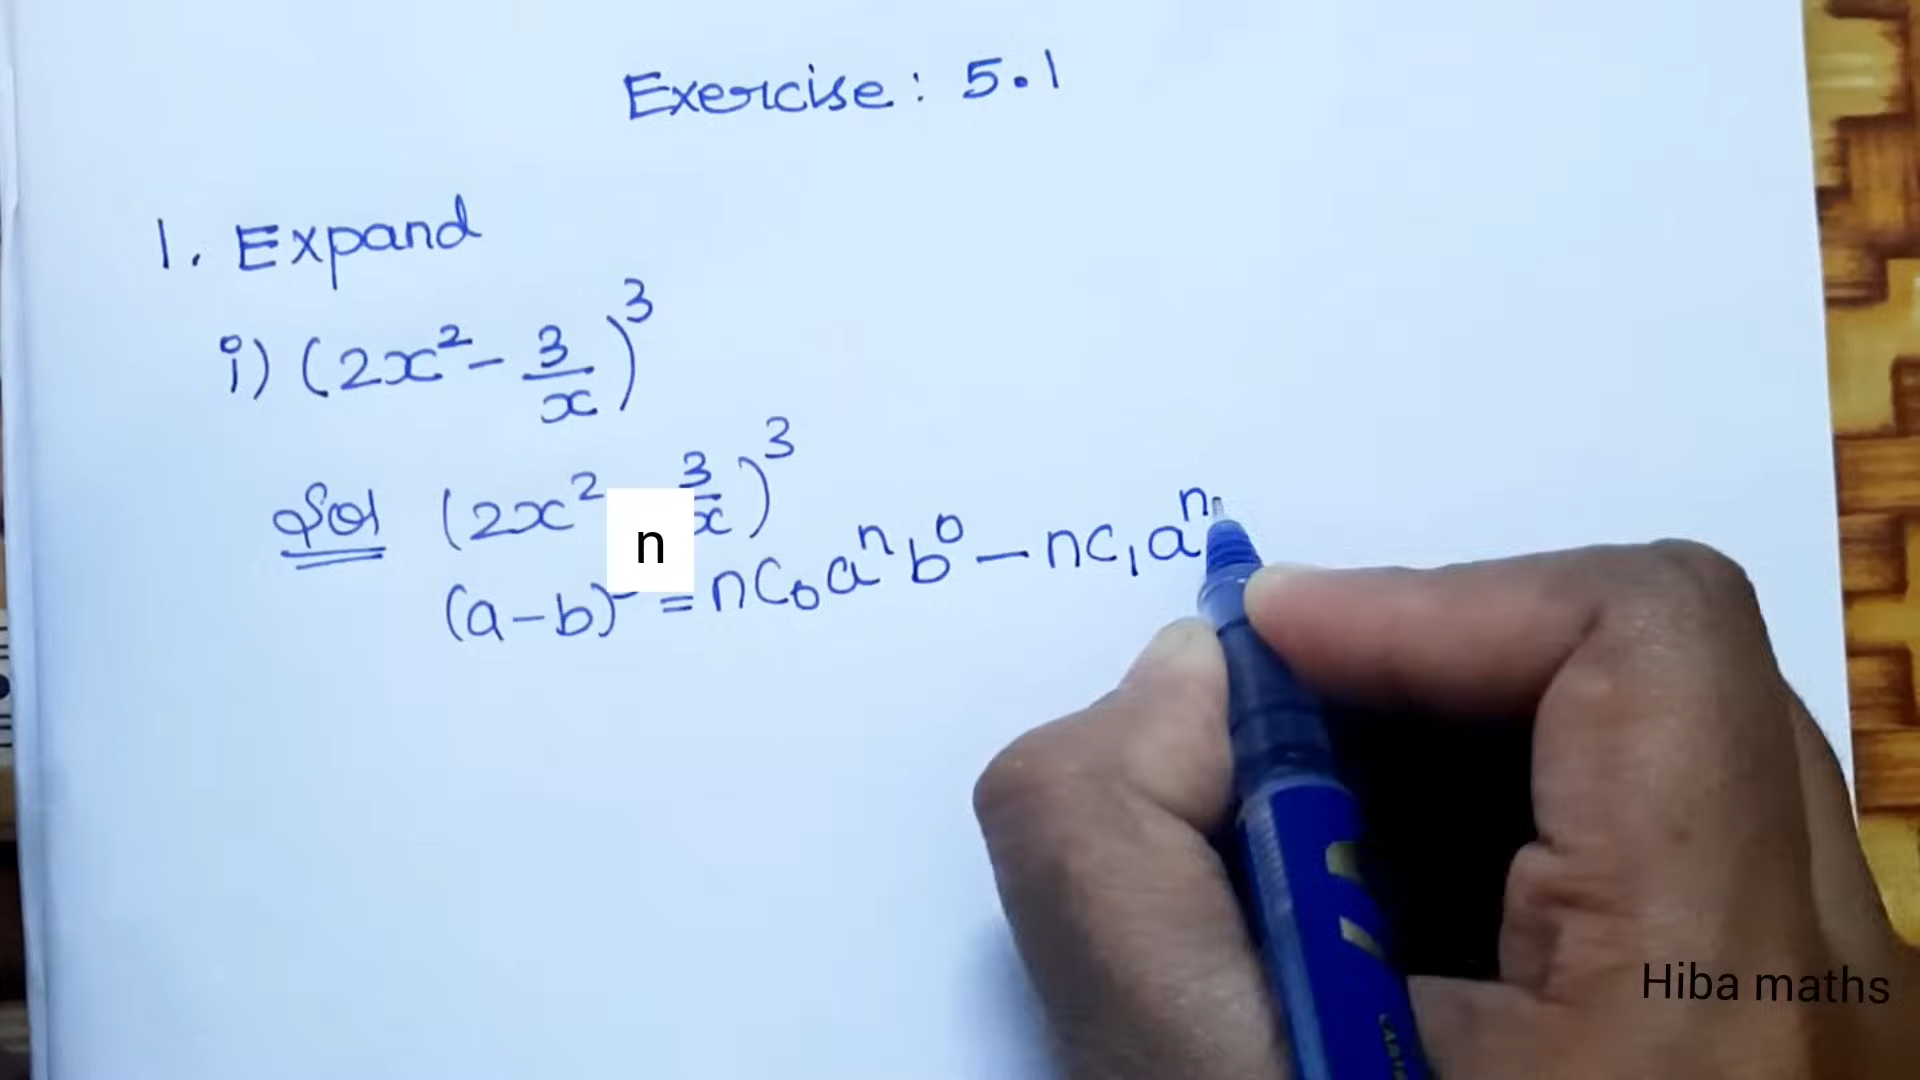 Exercise: 5.1
1. Expand
i) (2x² - 3/x)³
Sol (2x² 3/x)³
(a-b)ⁿ = nC₀aⁿb⁰ - nC₁aⁿ
Hiba maths